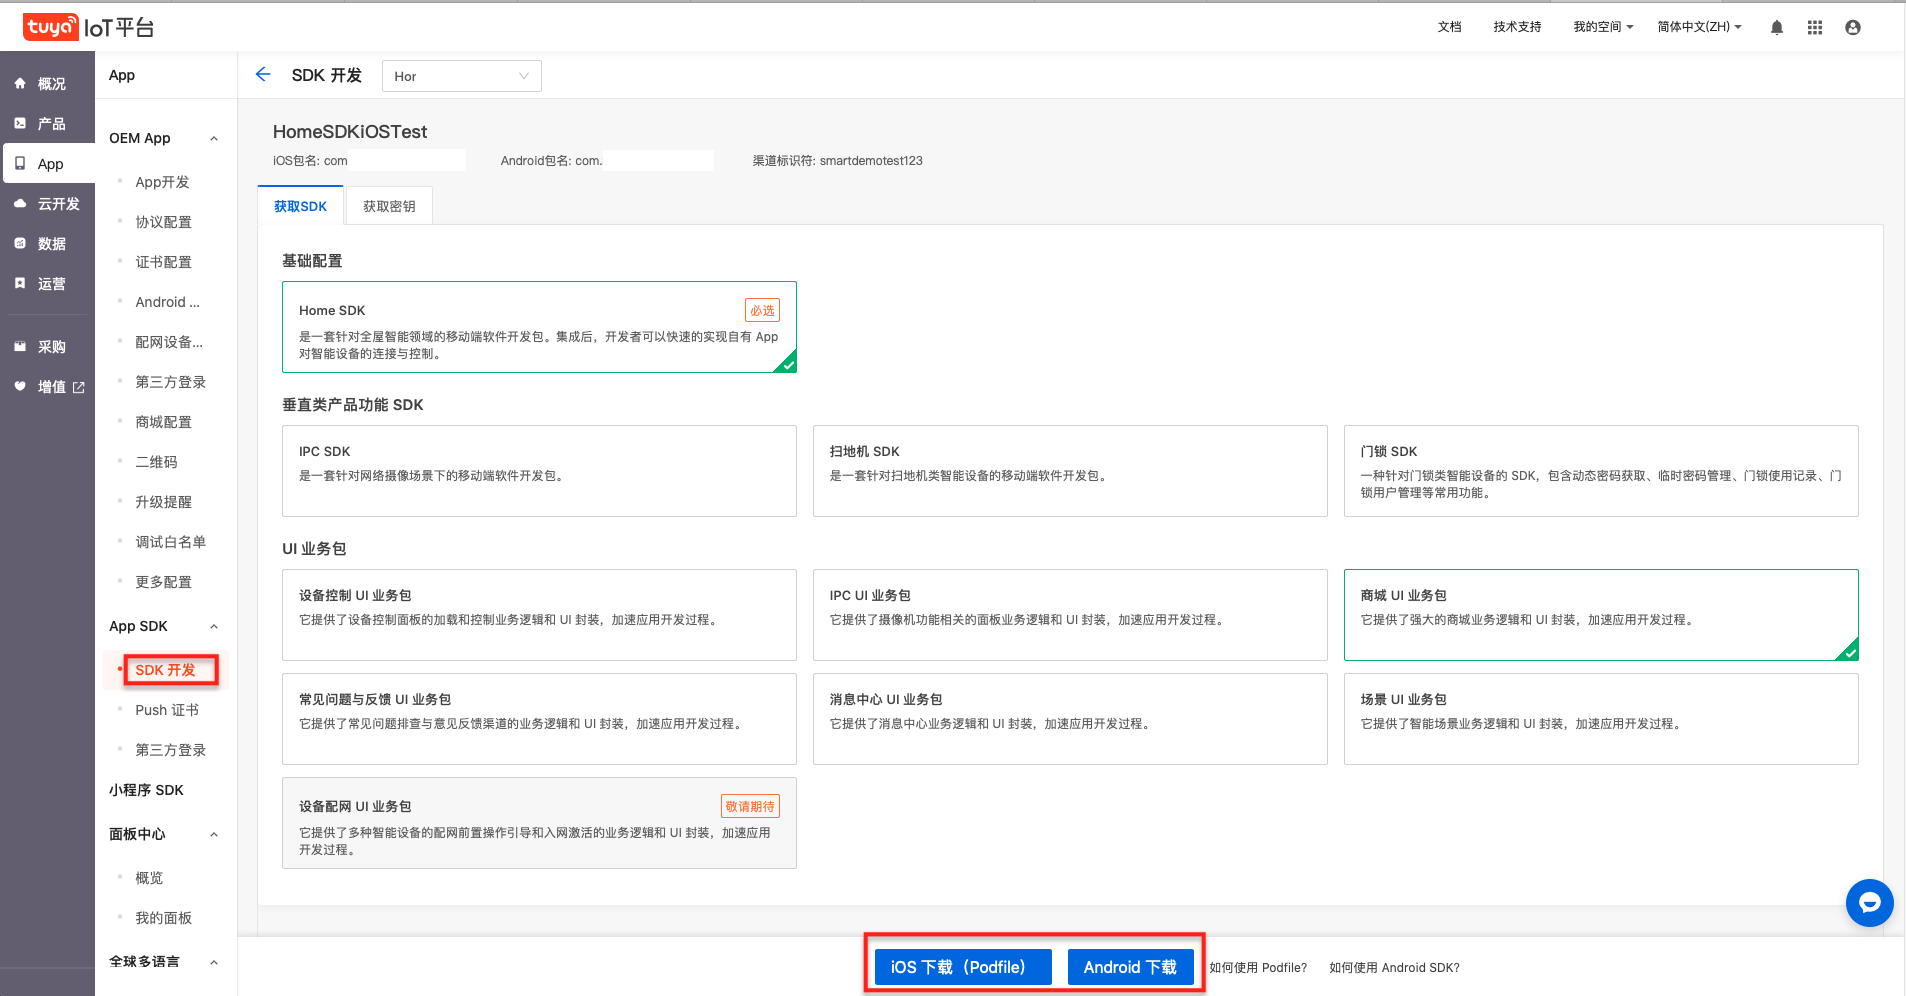 tuya IoT平台
文档
技术支持
我的空间
简体中文(ZH)
概况
产品
App
云开发
数据
运营
采购
增值
App
OEM App
App开发
协议配置
证书配置
Android ...
配网设备...
第三方登录
商城配置
二维码
升级提醒
调试白名单
更多配置
App SDK
SDK 开发
Push 证书
第三方登录
小程序 SDK
面板中心
概览
我的面板
全球多语言
SDK 开发
Hor
HomeSDKiOSTest
iOS包名: com
Android包名: com.
渠道标识符: smartdemotest123
获取SDK
获取密钥
基础配置
Home SDK
必选
是一套针对全屋智能领域的移动端软件开发包。集成后，开发者可以快速的实现自有 App
对智能设备的连接与控制。
垂直类产品功能 SDK
IPC SDK
是一套针对网络摄像场景下的移动端软件开发包。
扫地机 SDK
是一套针对扫地机类智能设备的移动端软件开发包。
门锁 SDK
一种针对门锁类智能设备的 SDK，包含动态密码获取、临时密码管理、门锁使用记录、门
锁用户管理等常用功能。
UI 业务包
设备控制 UI 业务包
它提供了设备控制面板的加载和控制业务逻辑和 UI 封装，加速应用开发过程。
IPC UI 业务包
它提供了摄像机功能相关的面板业务逻辑和 UI 封装，加速应用开发过程。
商城 UI 业务包
它提供了强大的商城业务逻辑和 UI 封装，加速应用开发过程。
常见问题与反馈 UI 业务包
它提供了常见问题排查与意见反馈渠道的业务逻辑和 UI 封装，加速应用开发过程。
消息中心 UI 业务包
它提供了消息中心业务逻辑和 UI 封装，加速应用开发过程。
场景 UI 业务包
它提供了智能场景业务逻辑和 UI 封装，加速应用开发过程。
设备配网 UI 业务包
敬请期待
它提供了多种智能设备的配网前置操作引导和入网激活的业务逻辑和 UI 封装，加速应用
开发过程。
iOS 下载（Podfile）
Android 下载
如何使用 Podfile?
如何使用 Android SDK?